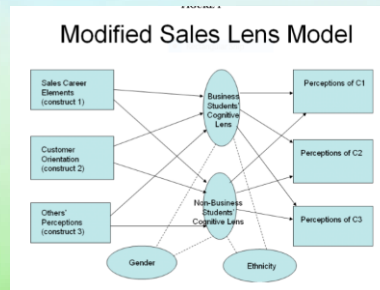 Modified Sales Lens Model
Sales Career
Elements
(construct 1)
Business
Students'
Cognitive
Lens
Perceptions of C1
Customer
Orientation
(construct 2)
Perceptions of C2
Others'
Perceptions
(construct 3)
Non-Business
Students'
Cognitive Lens
Perceptions of C3
Gender
Ethnicity